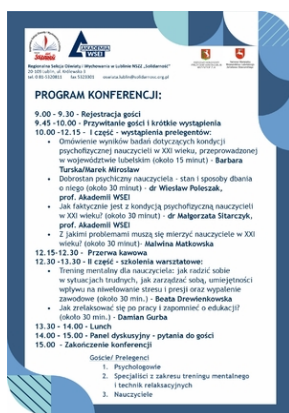 AKADEMIA
WSEI
Regionalna Sekcja Oświaty i Wychowania w Lublinie NSZZ „Solidarność"
PROGRAM KONFERENCJI:
9.00 - 9.30 - Rejestracja gości
9.45 -10.00 - Przywitanie gości i krótkie wystąpienia
10.00 -12.15 - I część - wystąpienia prelegentów:
• Omówienie wyników badań dotyczących kondycji
psychofizycznej nauczycieli w XXI wieku, przeprowadzonej
w województwie lubelskim (około 15 minut) - Barbara
Turska/Marek Mirosław
• Dobrostan psychiczny nauczyciela - stan i sposoby dbania
o niego (około 30 minut) - dr Wiesław Poleszak,
prof. Akademii WSEI
• Jak faktycznie jest z kondycją psychofizyczną nauczycieli
w XXI wieku? (około 30 minut) - dr Małgorzata Sitarczyk,
prof. Akademii WSEI
• Z jakimi problemami muszą się mierzyć nauczyciele w XXI
wieku? (około 30 minut)- Malwina Matkowska
12.15-12.30 - Przerwa kawowa
12.30 -13.30 - II część - szkolenia warsztatowe:
• Trening mentalny dla nauczyciela: jak radzić sobie
w sytuacjach trudnych, jak zarządzać sobą, umiejętności
wpływu na niwelowanie stresu i presji oraz wypalenie
zawodowe (około 30 min.) - Beata Drewienkowska
• Jak zrelaksować się po pracy i zapomnieć o edukacji?
(około 30 min.) - Damian Gurba
13.30 - 14.00 - Lunch
14.00 - 15.00 - Panel dyskusyjny - pytania do gości
15.00 - Zakończenie konferencji
Goście/ Prelegenci
1. Psychologowie
2. Specjaliści z zakresu treningu mentalnego
i technik relaksacyjnych
3. Nauczyciele